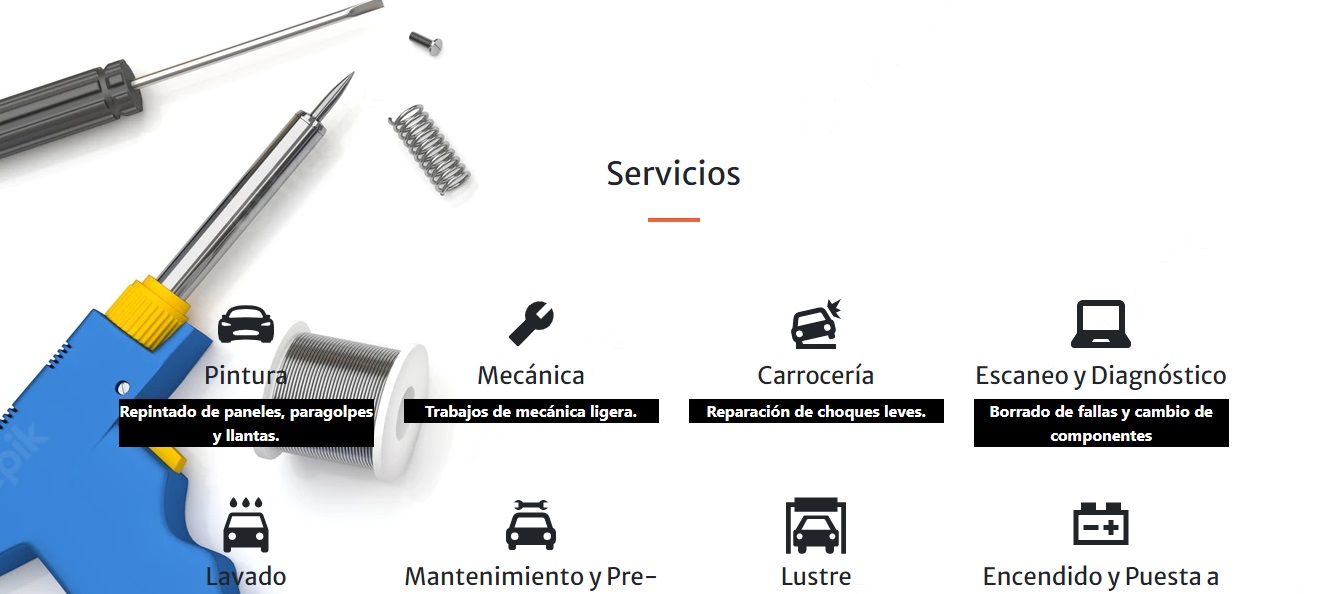 Servicios
Pintura
Mecánica
Carrocería
Escaneo y Diagnóstico
Repintado de paneles, paragolpes
y llantas.
Trabajos de mecánica ligera.
Reparación de choques leves.
Borrado de fallas y cambio de
componentes
Lavado
Mantenimiento y Pre-
Lustre
Encendido y Puesta a